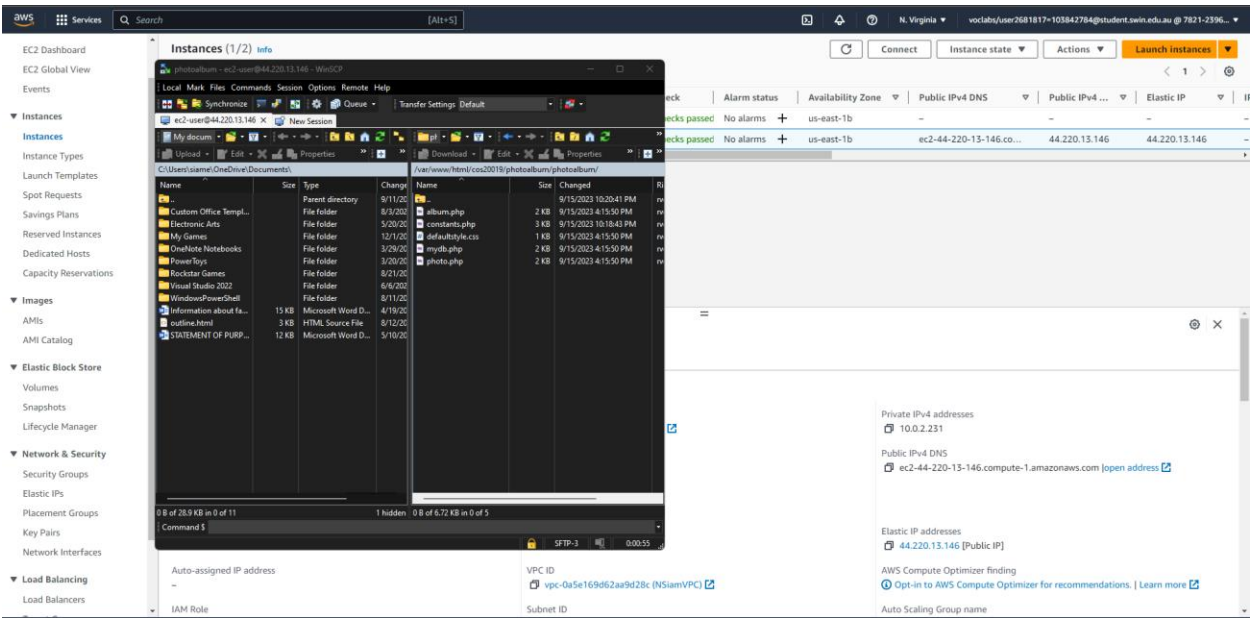 aws Services Search [Alt+S] N. Virginia voclabs/user2681817=103842784@student.swin.edu.au @ 7821-2396...
EC2 Dashboard
EC2 Global View
Events
Instances
Instances
Instance Types
Launch Templates
Spot Requests
Savings Plans
Reserved Instances
Dedicated Hosts
Capacity Reservations
Images
AMIs
AMI Catalog
Elastic Block Store
Volumes
Snapshots
Lifecycle Manager
Network & Security
Security Groups
Elastic IPs
Placement Groups
Key Pairs
Network Interfaces
Load Balancing
Load Balancers
Instances (1/2) Info
Connect Instance state Actions Launch instances
1
eck Alarm status Availability Zone Public IPv4 DNS Public IPv4 ... Elastic IP
ecks passed No alarms + us-east-1b – – –
ecks passed No alarms + us-east-1b ec2-44-220-13-146.co... 44.220.13.146 44.220.13.146
photoalbum - ec2-user@44.220.13.146 - WinSCP
Local Mark Files Commands Session Options Remote Help
Synchronize Queue Transfer Settings Default
ec2-user@44.220.13.146 × New Session
My docum
Upload Edit Properties Download Edit Properties
C:\Users\siame\OneDrive\Documents\ /var/www/html/cos20019/photoalbum/photoalbum/
Name Size Type Change Name Size Changed Ri
.. Parent directory 9/11/20 .. 9/15/2023 10:20:41 PM
Custom Office Templ... File folder 8/3/202 album.php 2 KB 9/15/2023 4:15:50 PM
Electronic Arts File folder 5/20/20 constants.php 3 KB 9/15/2023 10:18:43 PM
My Games File folder 12/1/20 defaultstyle.css 1 KB 9/15/2023 4:15:50 PM
OneNote Notebooks File folder 3/29/20 mydb.php 2 KB 9/15/2023 4:15:50 PM
PowerToys File folder 3/20/20 photo.php 2 KB 9/15/2023 4:15:50 PM
Rockstar Games File folder 8/21/20
Visual Studio 2022 File folder 6/6/202
WindowsPowerShell File folder 8/11/20
Information about fa... 15 KB Microsoft Word D... 4/19/20
outline.html 3 KB HTML Source File 8/12/20
STATEMENT OF PURP... 12 KB Microsoft Word D... 5/10/20
0 B of 28.9 KB in 0 of 11 1 hidden 0 B of 6.72 KB in 0 of 5
Command $
SFTP-3 0:00:55
Private IPv4 addresses
10.0.2.231
Public IPv4 DNS
ec2-44-220-13-146.compute-1.amazonaws.com |open address
Elastic IP addresses
44.220.13.146 [Public IP]
Auto-assigned IP address VPC ID AWS Compute Optimizer finding
– vpc-0a5e169d62aa9d28c (NSiamVPC) Opt-in to AWS Compute Optimizer for recommendations. | Learn more
IAM Role Subnet ID Auto Scaling Group name